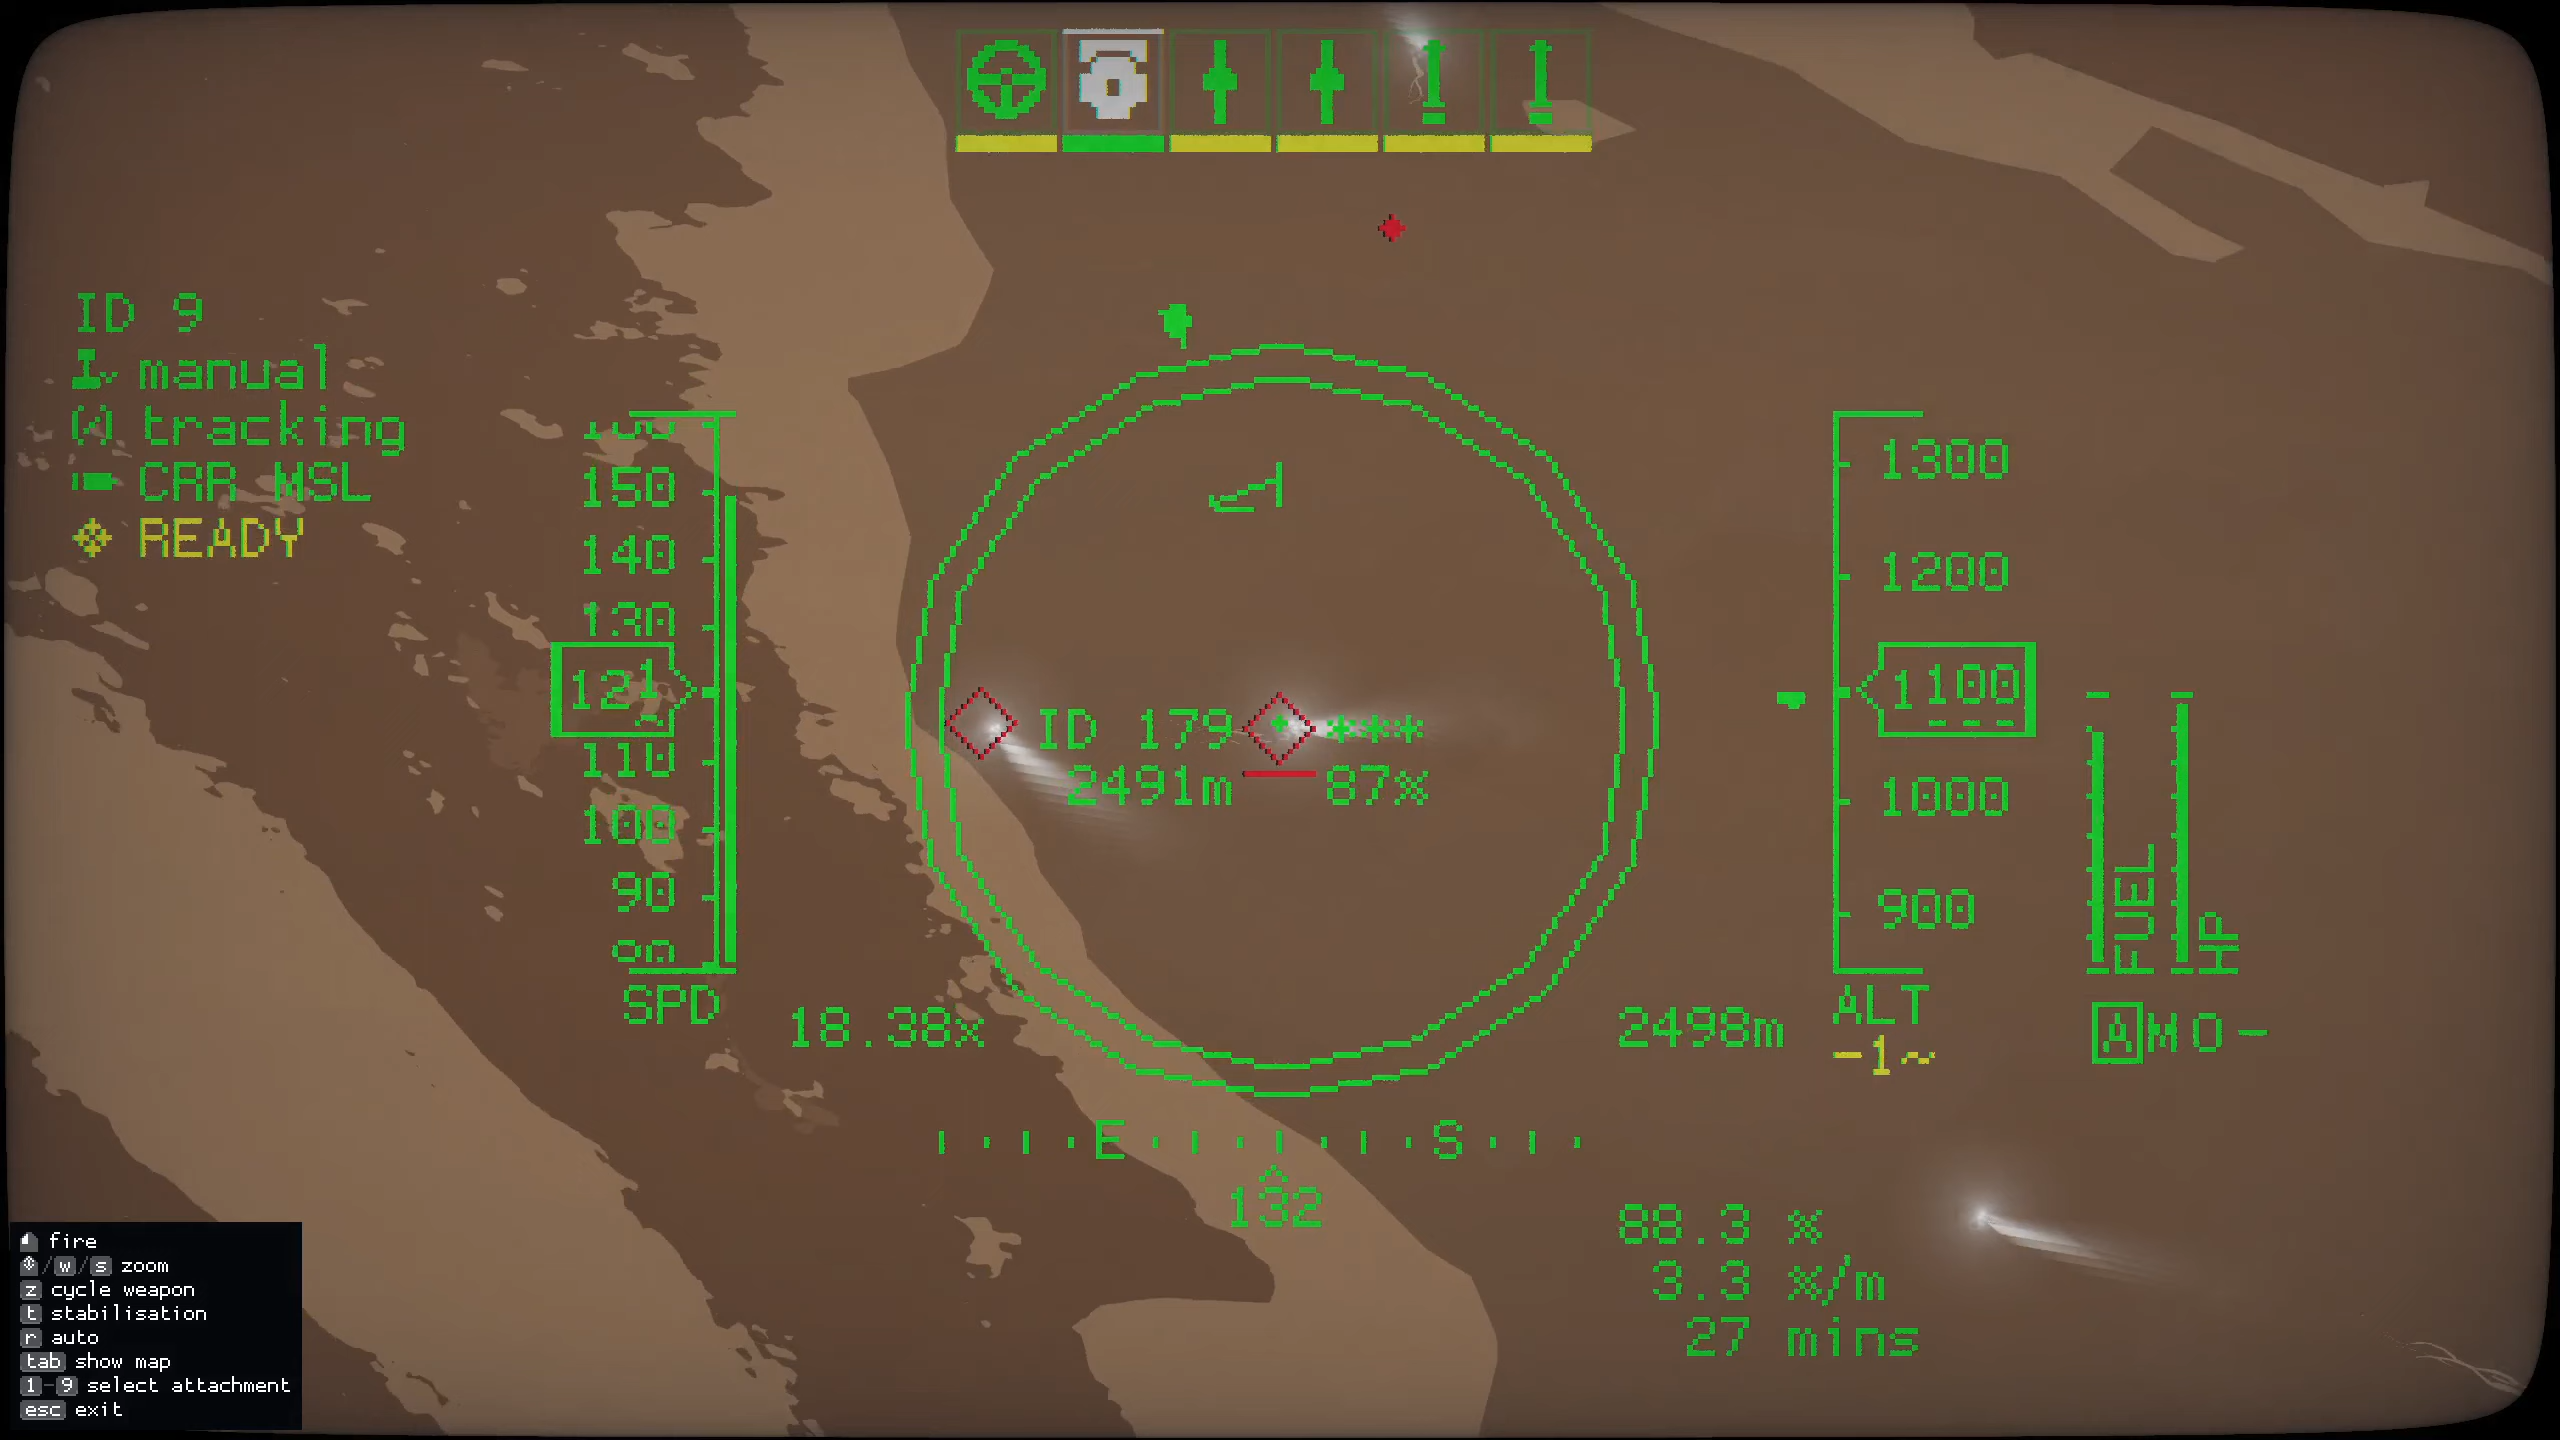 ID 9
manual
tracking
CRR MSL
READY
150
140
130
121
110
100
90
SPD
18.38x
ID 179 ***
2491m 87%
1300
1200
1100
1000
900
ALT
-1~
2498m
FUEL
HP
A M O -
E S
132
88.3 %
3.3 %/m
27 mins
fire
/w/s zoom
z cycle weapon
t stabilisation
r auto
tab show map
1-9 select attachment
esc exit